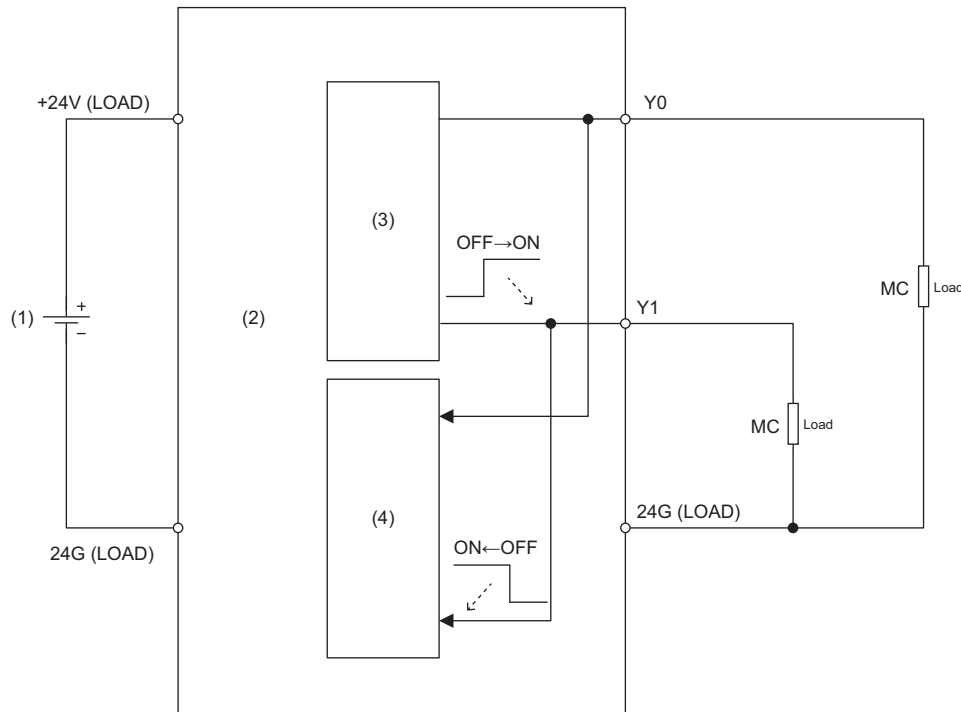 +24V (LOAD)
Y0
(3)
OFF→ON
MC
Load
(1)
+
−
(2)
Y1
MC
Load
(4)
24G (LOAD)
24G (LOAD)
ON←OFF